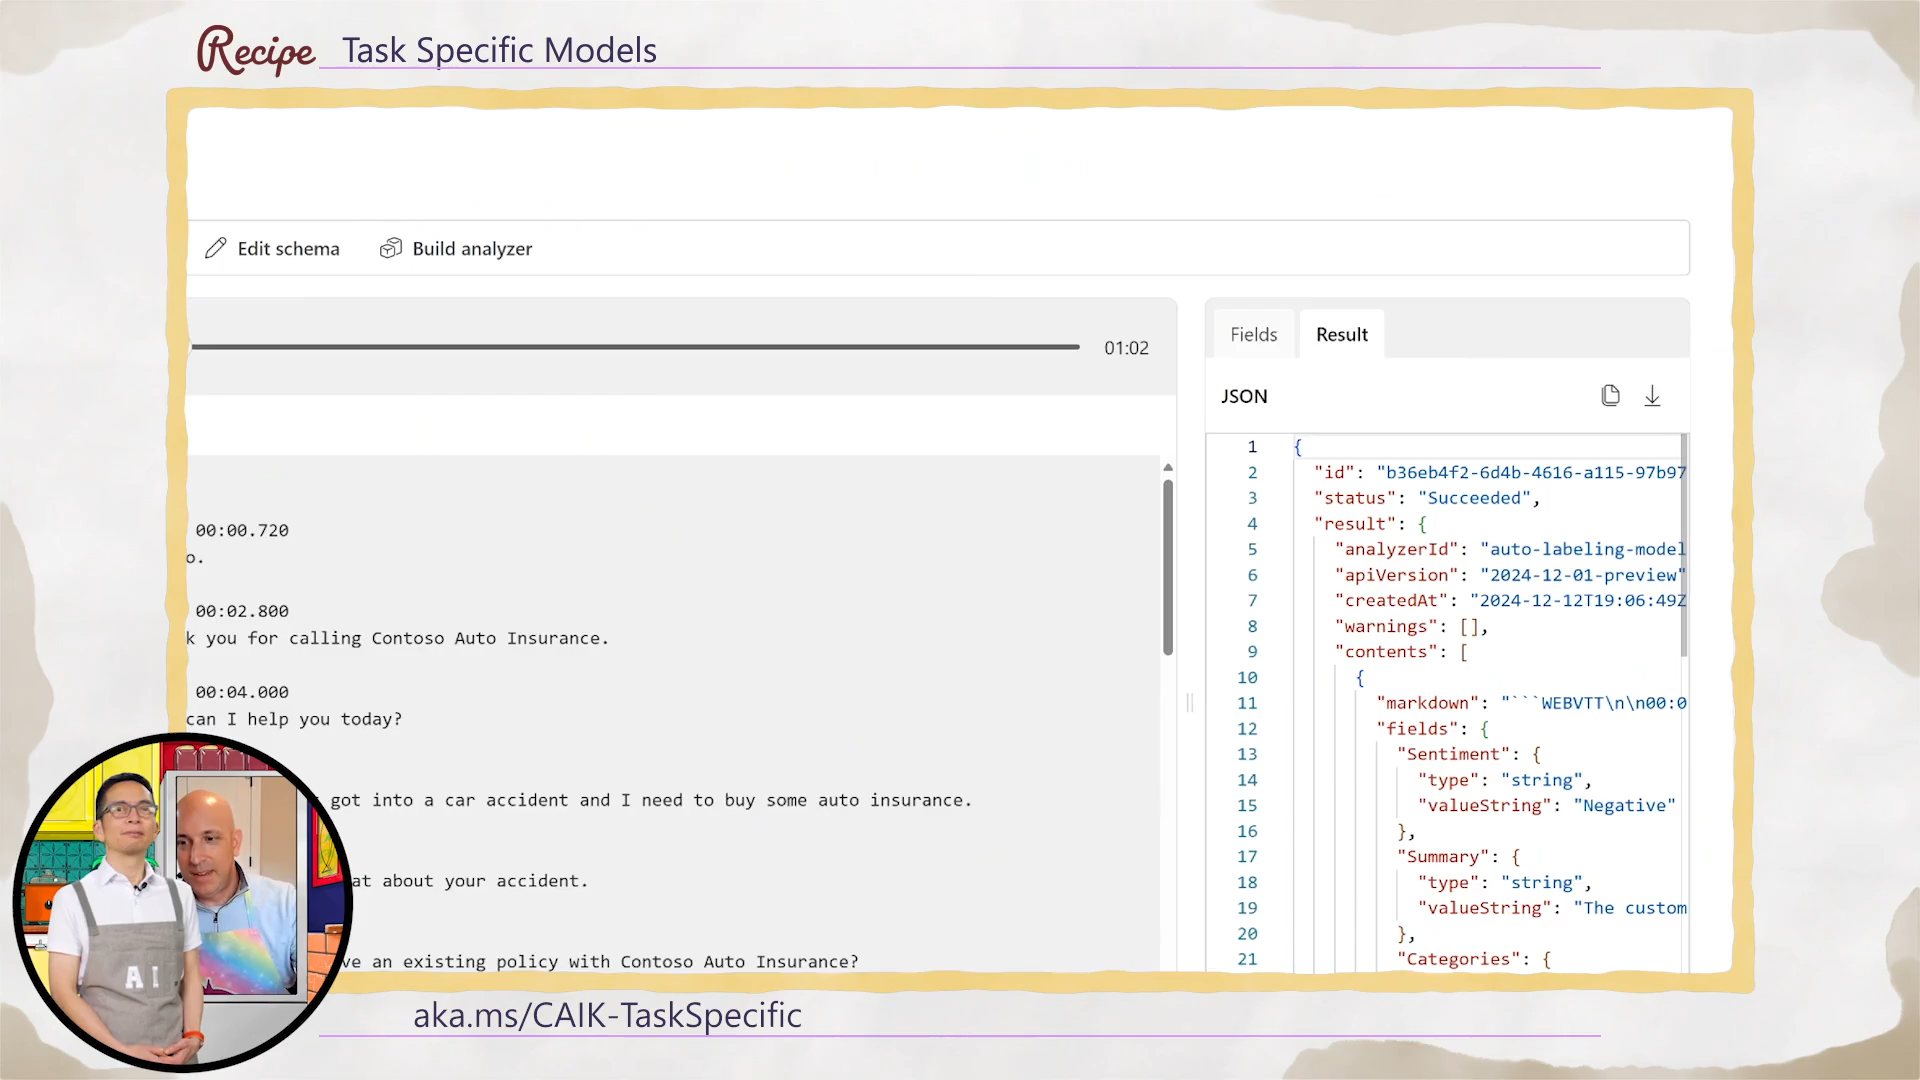 Recipe Task Specific Models
Edit schema Build analyzer
01:02
Fields Result
JSON
00:00.720
o.
00:02.800
k you for calling Contoso Auto Insurance.
00:04.000
can I help you today?
got into a car accident and I need to buy some auto insurance.
at about your accident.
ve an existing policy with Contoso Auto Insurance?
1 {
2 "id": "b36eb4f2-6d4b-4616-a115-97b97
3 "status": "Succeeded",
4 "result": {
5 "analyzerId": "auto-labeling-model
6 "apiVersion": "2024-12-01-preview"
7 "createdAt": "2024-12-12T19:06:49Z
8 "warnings": [],
9 "contents": [
10 {
11 "markdown": "```WEBVTT\n\n00:0
12 "fields": {
13 "Sentiment": {
14 "type": "string",
15 "valueString": "Negative"
16 },
17 "Summary": {
18 "type": "string",
19 "valueString": "The custom
20 },
21 "Categories": {
AI
aka.ms/CAIK-TaskSpecific